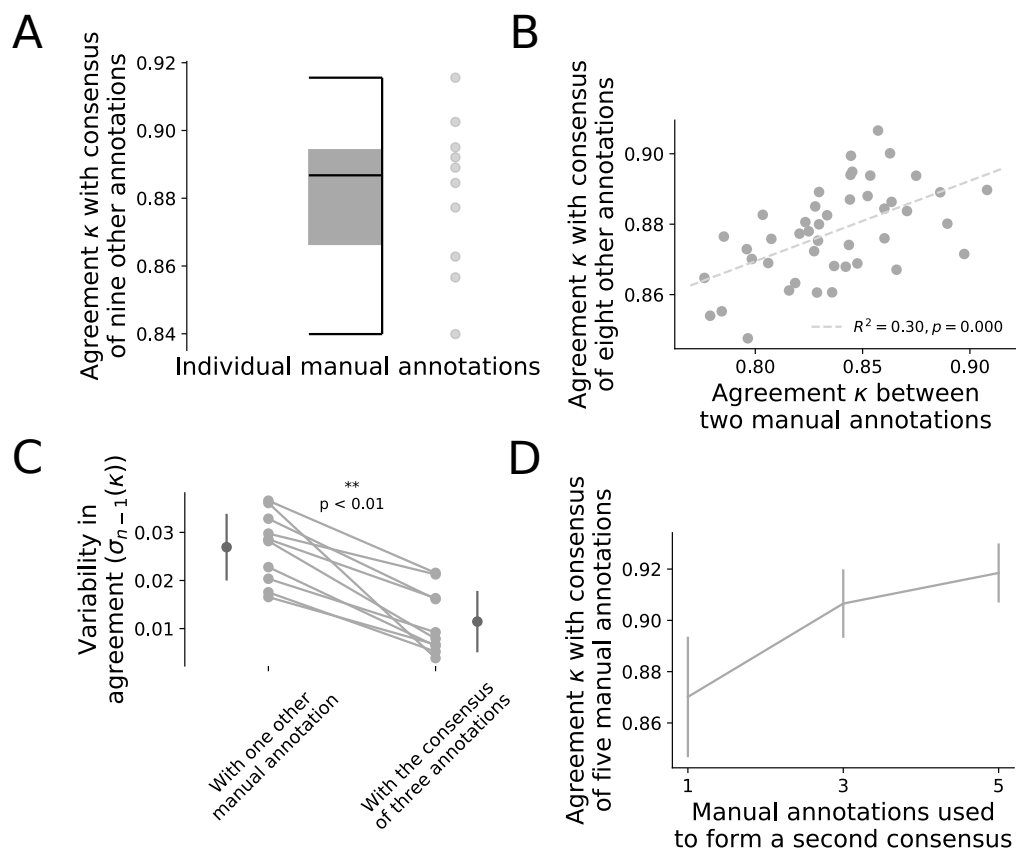 A
Agreement κ with consensus
of nine other annotations
0.92
0.90
0.88
0.86
0.84
Individual manual annotations
B
Agreement κ with consensus
of eight other annotations
0.90
0.88
0.86
R² = 0.30, p = 0.000
0.80
0.85
0.90
Agreement κ between
two manual annotations
C
Variability in
agreement (σₙ₋₁(κ))
0.03
0.02
0.01
**
p < 0.01
With one other
manual annotation
With the consensus
of three annotations
D
Agreement κ with consensus
of five manual annotations
0.92
0.90
0.88
0.86
1
3
5
Manual annotations used
to form a second consensus